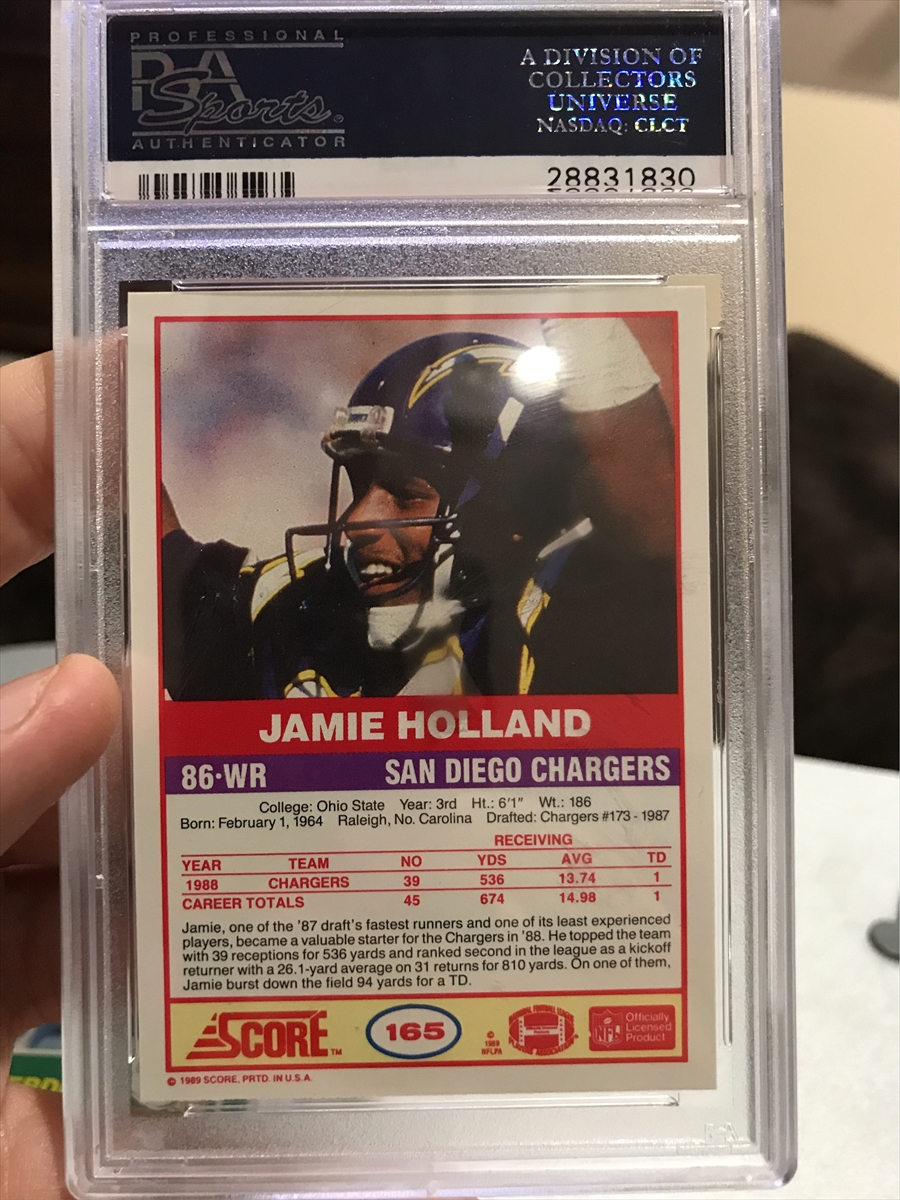 PROFESSIONAL
PSA
Sports®
AUTHENTICATOR
A DIVISION OF
COLLECTORS
UNIVERSE
NASDAQ: CLCT
28831830
JAMIE HOLLAND
86·WR SAN DIEGO CHARGERS
College: Ohio State Year: 3rd Ht.: 6'1" Wt.: 186
Born: February 1, 1964 Raleigh, No. Carolina Drafted: Chargers #173 - 1987
RECEIVING
YEAR TEAM NO YDS AVG TD
1988 CHARGERS 39 536 13.74 1
CAREER TOTALS 45 674 14.98 1
Jamie, one of the '87 draft's fastest runners and one of its least experienced
players, became a valuable starter for the Chargers in '88. He topped the team
with 39 receptions for 536 yards and ranked second in the league as a kickoff
returner with a 26.1-yard average on 31 returns for 810 yards. On one of them,
Jamie burst down the field 94 yards for a TD.
SCORE™
165
© 1989 NFLPA
NFL
Officially
Licensed
Product
© 1989 SCORE, PRTD. IN U.S.A.